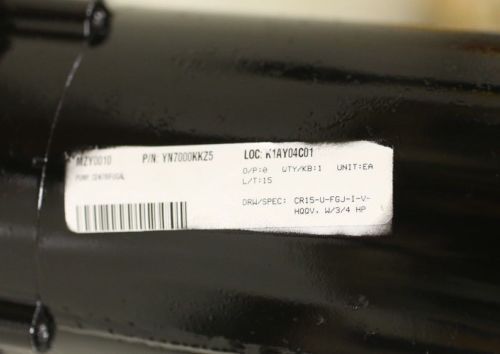 MZY0010 P/N: YN7000KKZ5 LOC: K1AY04C01
PUMP, CENTRIFUGAL
O/P:0 QTY/KB:1 UNIT:EA
L/T:15
DRW/SPEC: CR15-U-FGJ-I-V-
HQQV, W/3/4 HP